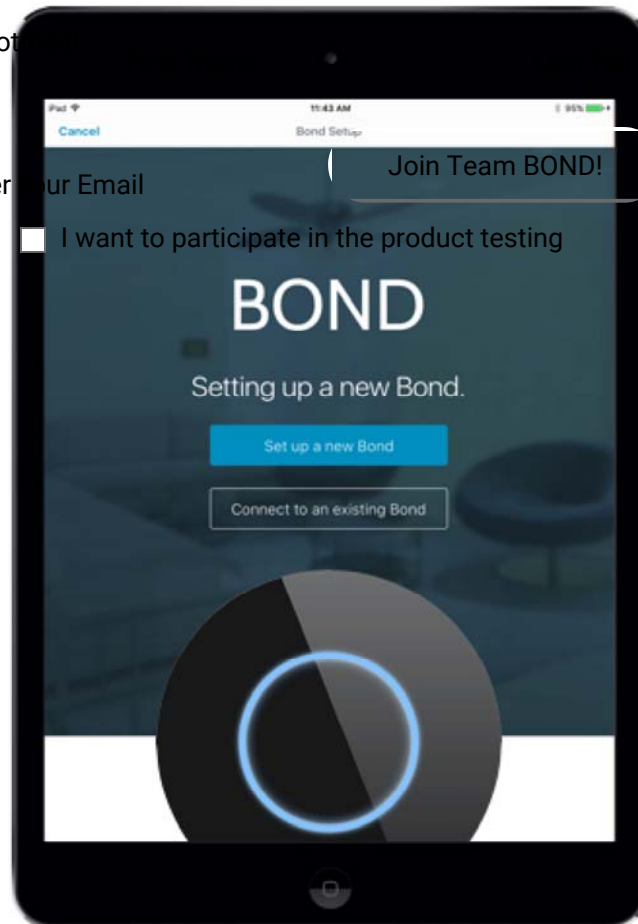 iPad 11:43 AM 95%
Cancel Bond Setup
Join Team BOND!
ur Email
I want to participate in the product testing
BOND
Setting up a new Bond.
Set up a new Bond
Connect to an existing Bond